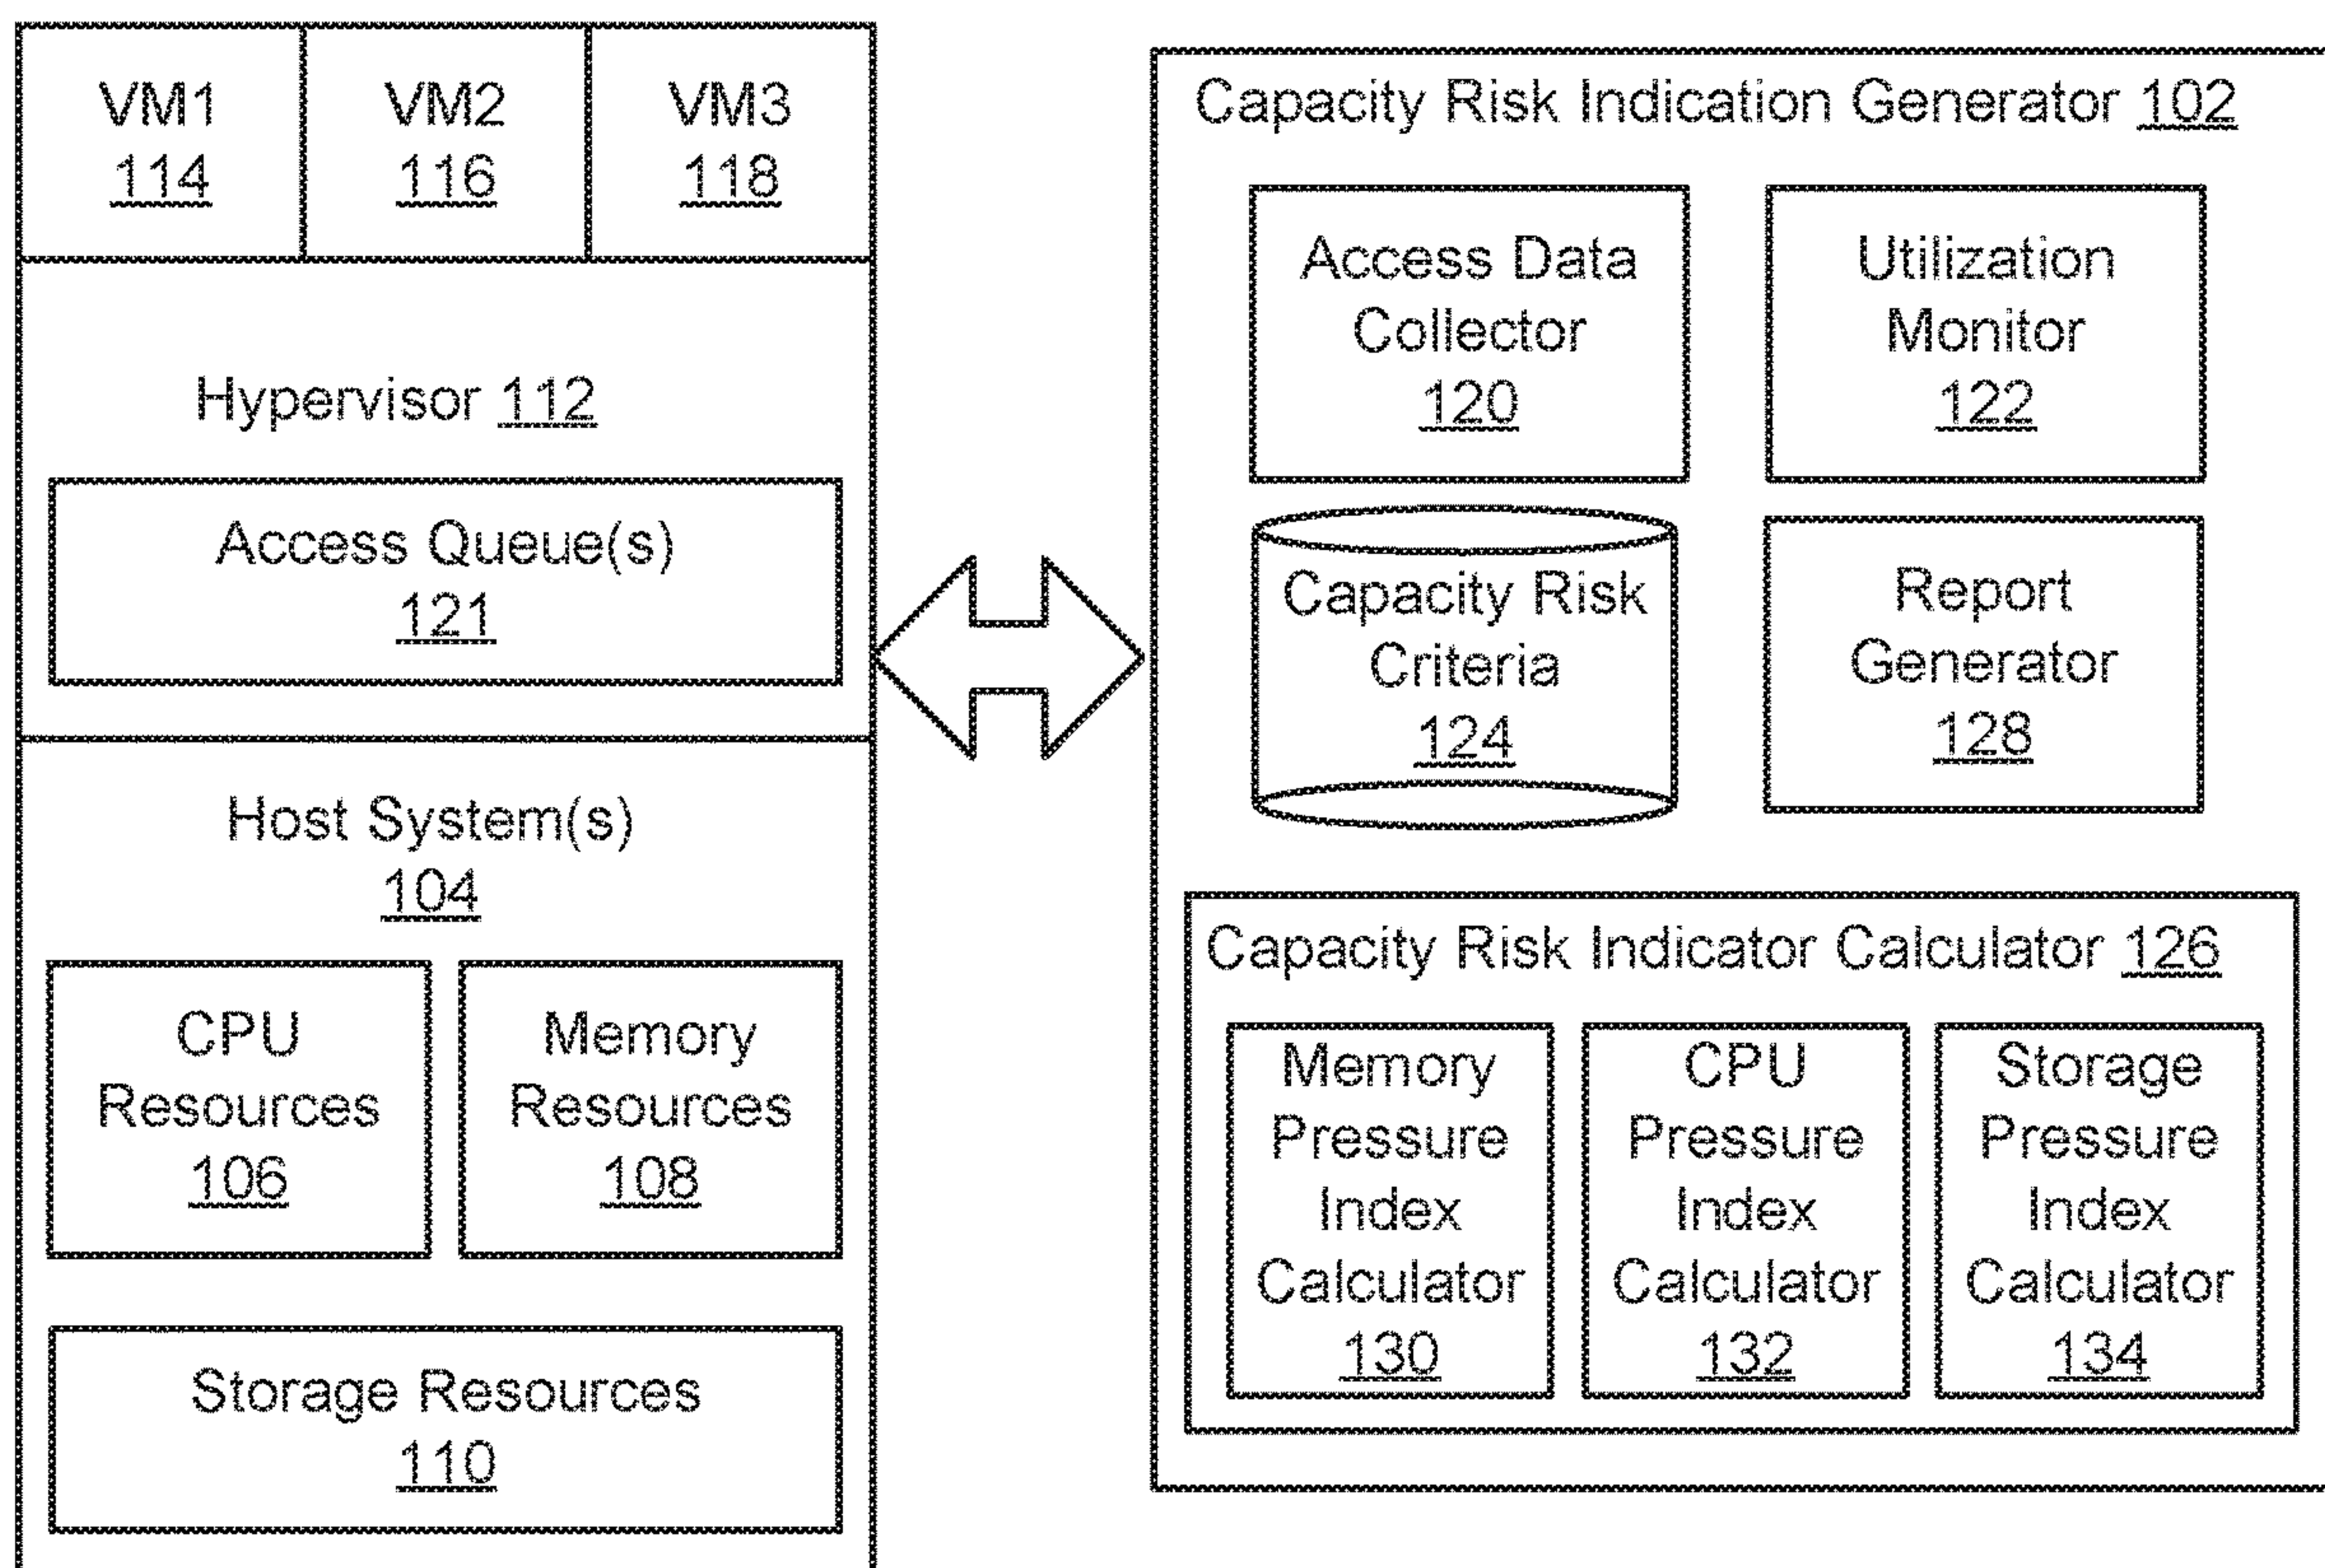 VM1
114
VM2
116
VM3
118
Hypervisor 112
Access Queue(s)
121
Host System(s)
104
CPU
Resources
106
Memory
Resources
108
Storage Resources
110
Capacity Risk Indication Generator 102
Access Data
Collector
120
Utilization
Monitor
122
Capacity Risk
Criteria
124
Report
Generator
128
Capacity Risk Indicator Calculator 126
Memory
Pressure
Index
Calculator
130
CPU
Pressure
Index
Calculator
132
Storage
Pressure
Index
Calculator
134